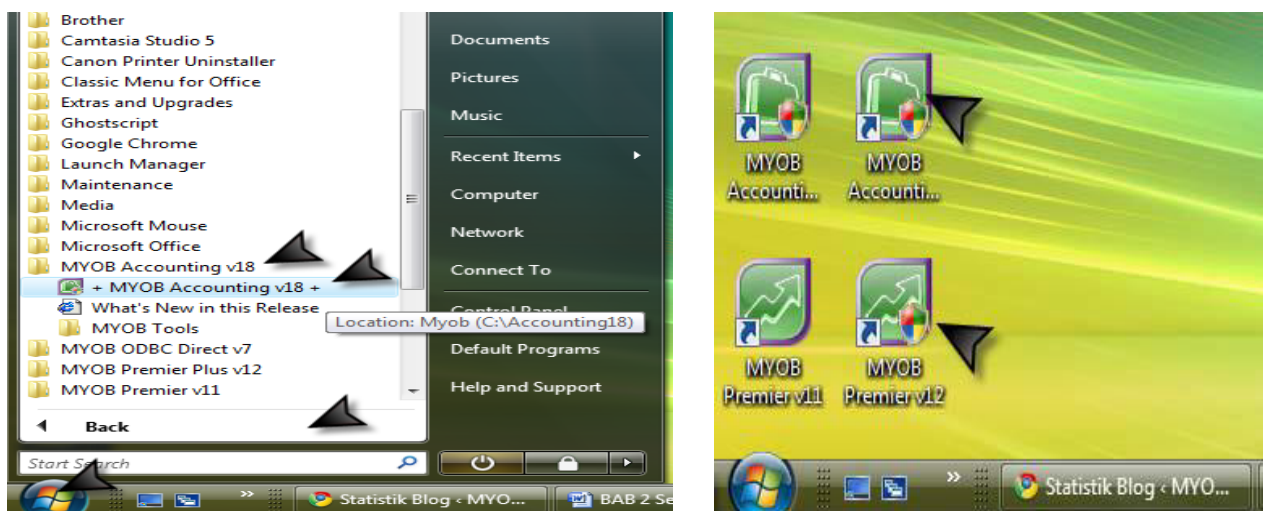 Brother
Camtasia Studio 5
Canon Printer Uninstaller
Classic Menu for Office
Extras and Upgrades
Ghostscript
Google Chrome
Launch Manager
Maintenance
Media
Microsoft Mouse
Microsoft Office
MYOB Accounting v18
+ MYOB Accounting v18 +
What's New in this Release
MYOB Tools
MYOB ODBC Direct v7
MYOB Premier Plus v12
MYOB Premier v11
Back
Start Search
Documents
Pictures
Music
Recent Items
Computer
Network
Connect To
Control Panel
Location: Myob (C:\Accounting18)
Default Programs
Help and Support
» Statistik Blog ‹ MYO...
BAB 2 Se
MYOB
Accounti...
MYOB
Accounti...
MYOB
Premier v11
MYOB
Premier v12
» Statistik Blog ‹ MYO...